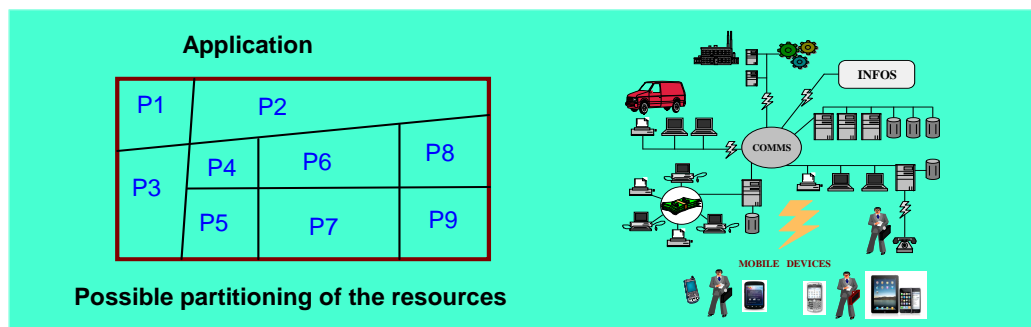 Application
P1
P2
P3
P4
P5
P6
P7
P8
P9
Possible partitioning of the resources
INFOS
COMMS
MOBILE DEVICES